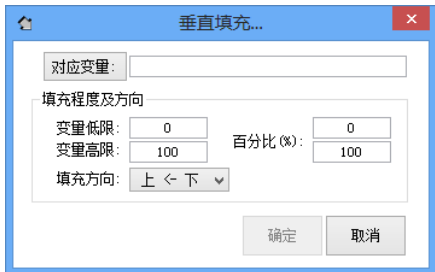 垂直填充...
对应变量:
填充程度及方向
变量低限: 0 百分比(%): 0
变量高限: 100 100
填充方向: 上 <- 下
确定 取消